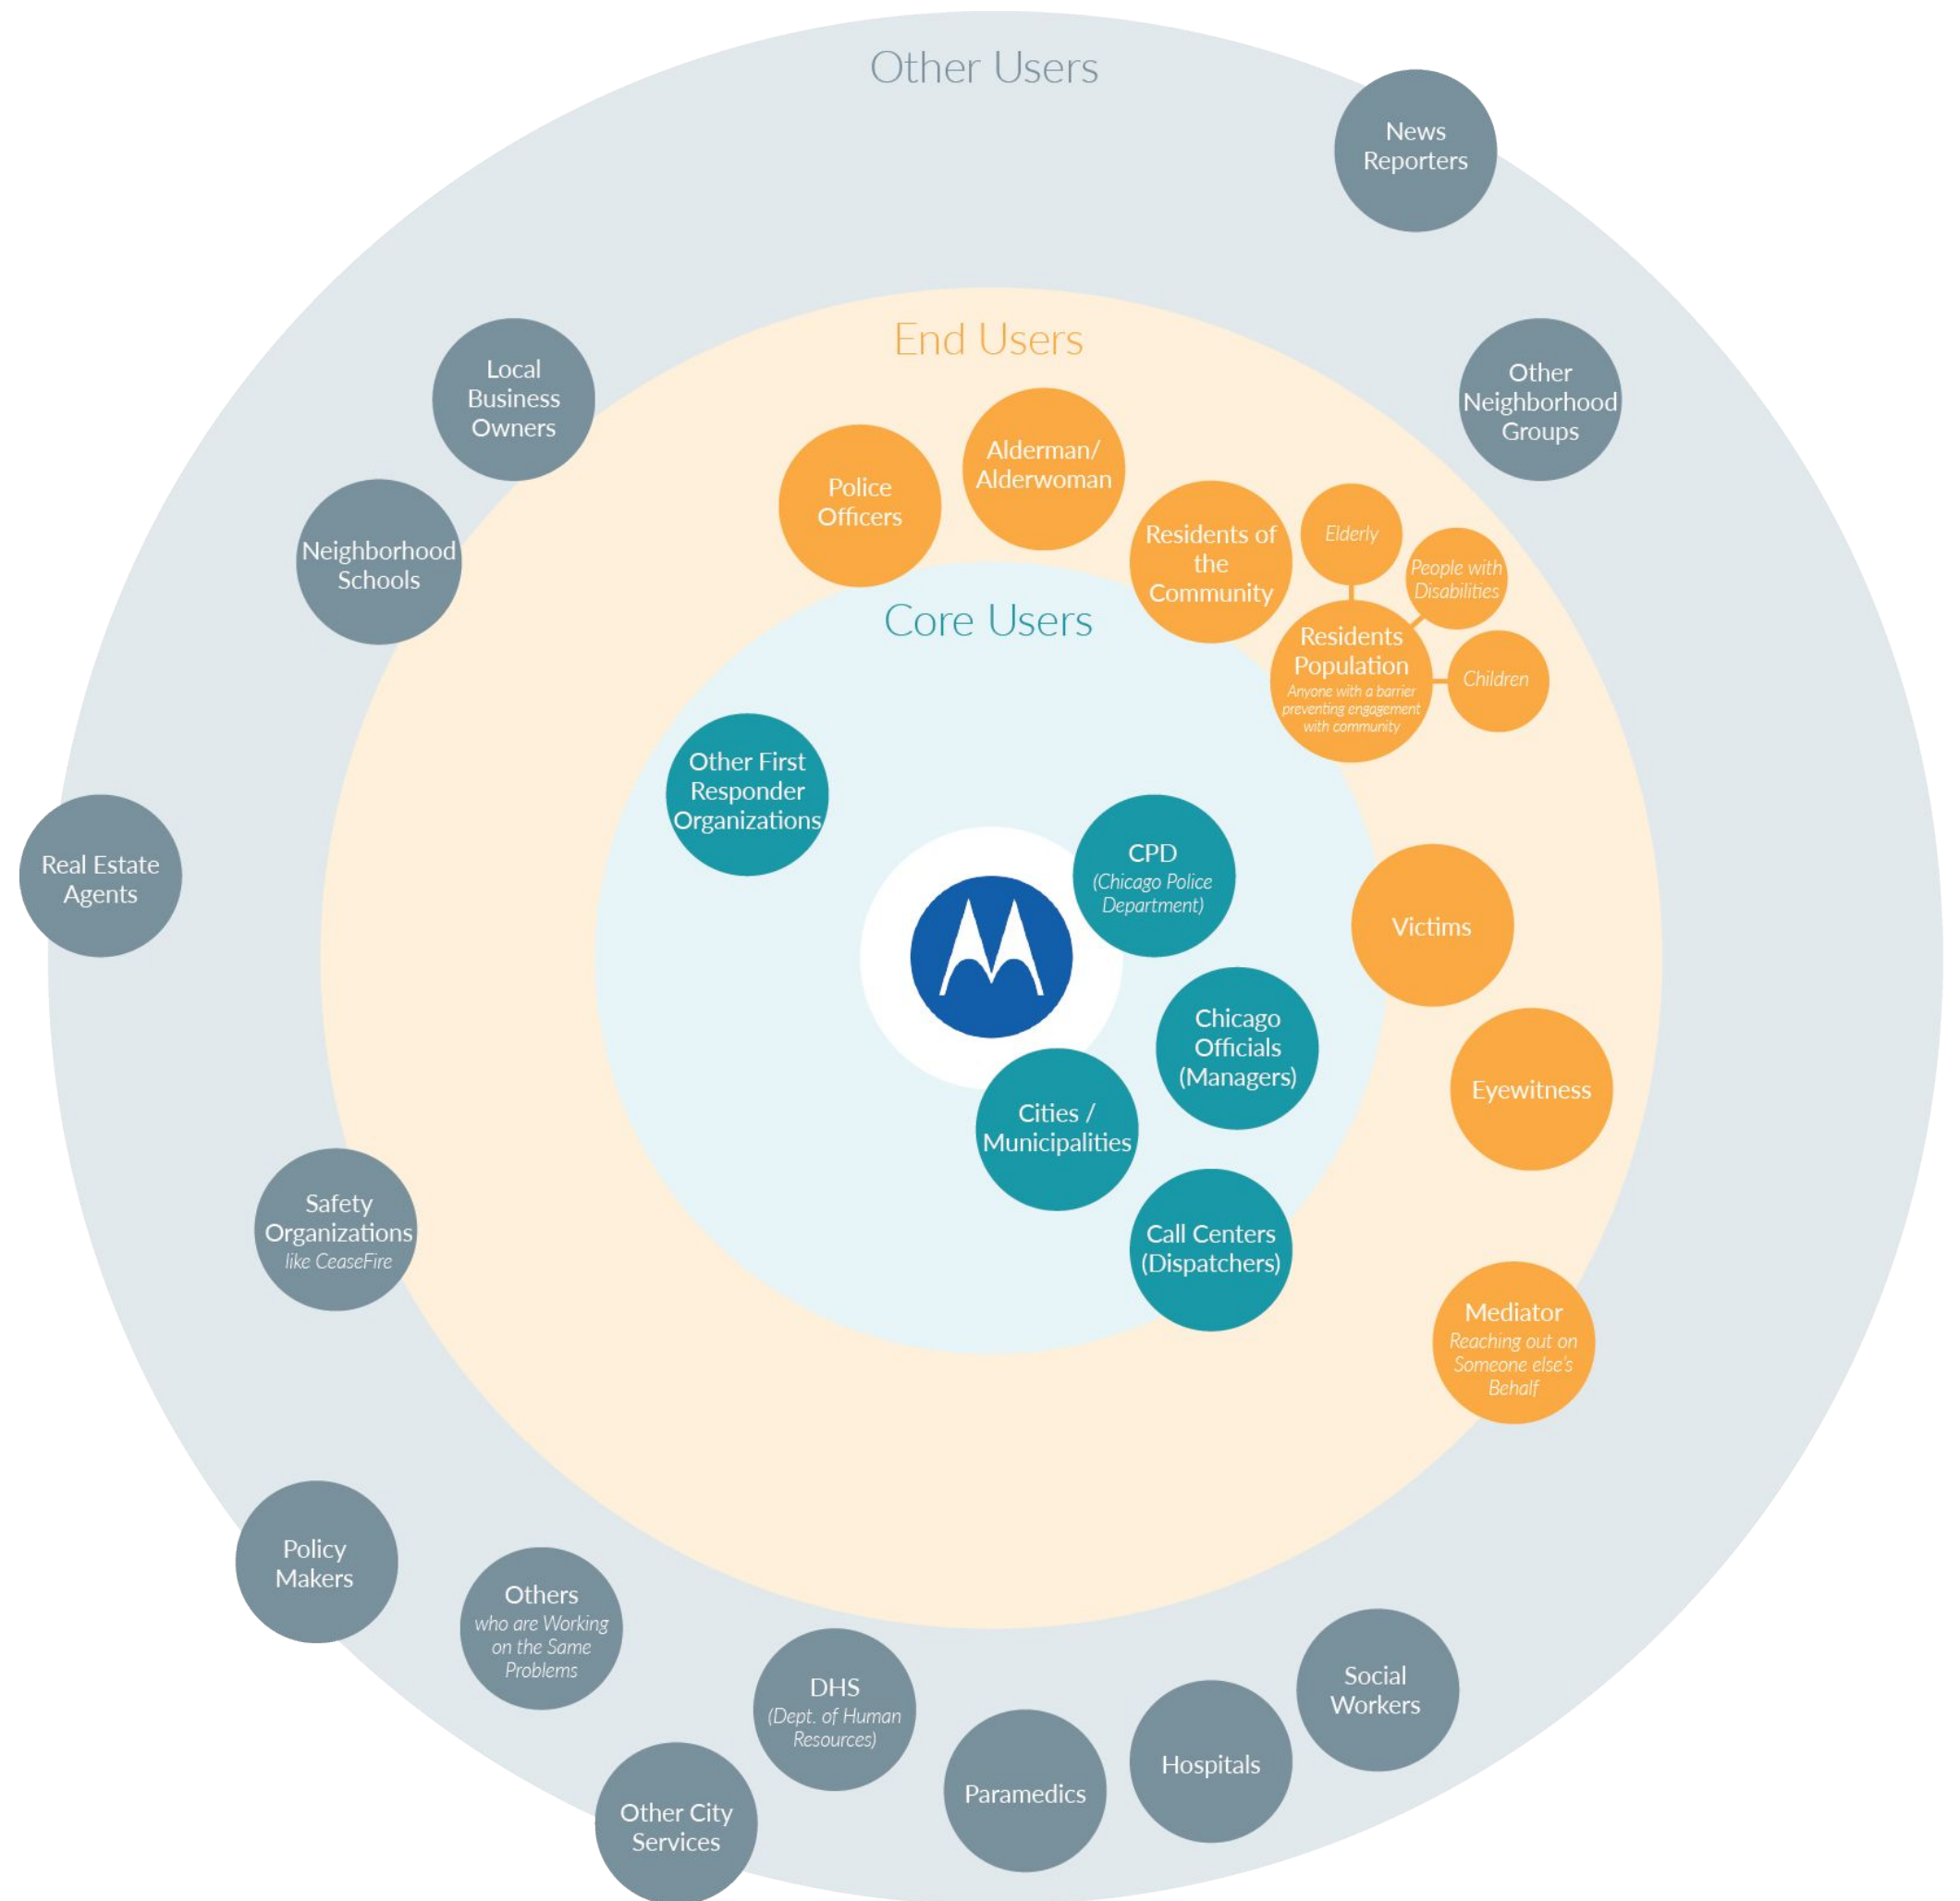 Other Users
News
Reporters
Local
Business
Owners
Other
Neighborhood
Groups
Neighborhood
Schools
Real Estate
Agents
Safety
Organizations
like CeaseFire
Policy
Makers
Others
who are Working
on the Same
Problems
Other City
Services
DHS
(Dept. of Human
Resources)
Paramedics
Hospitals
Social
Workers
End Users
Police
Officers
Alderman/
Alderwoman
Residents of
the
Community
Elderly
People with
Disabilities
Children
Residents
Population
Anyone with a barrier
preventing engagement
with community
Victims
Eyewitness
Mediator
Reaching out on
Someone else's
Behalf
Core Users
Other First
Responder
Organizations
CPD
(Chicago Police
Department)
Chicago
Officials
(Managers)
Cities /
Municipalities
Call Centers
(Dispatchers)